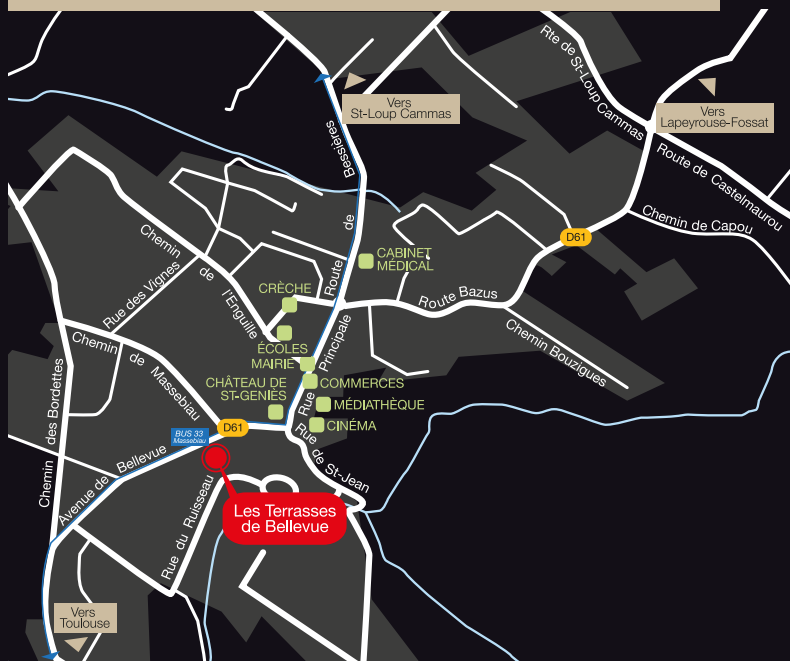 Vers
St-Loup Cammas
Rte de St-Loup Cammas
Vers
Lapeyrouse-Fossat
Bessières
de
Route
Route de Castelmaurou
Chemin de Capou
D61
CABINET
MÉDICAL
Chemin
de
l'Enguille
Rue des Vignes
CRÈCHE
Route Bazus
Chemin Bouzigues
ÉCOLES
MAIRIE
Principale
Rue
Chemin
de
Massebiau
CHÂTEAU DE
ST-GENIÈS
COMMERCES
MÉDIATHÈQUE
CINÉMA
Chemin
des Bordettes
BUS 33
Massebiau
D61
Rue
de St-Jean
Avenue de Bellevue
Rue du Ruisseau
Les Terrasses
de Bellevue
Vers
Toulouse